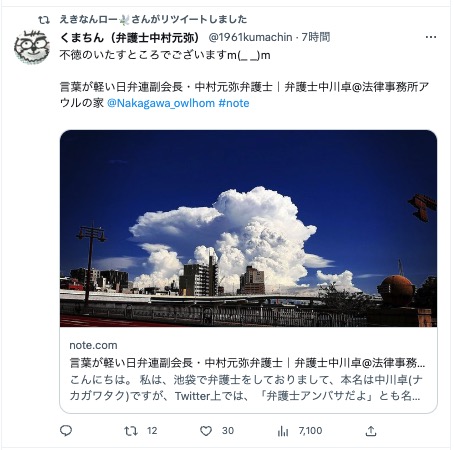 えきなんローさんがリツイートしました
くまちん（弁護士中村元弥） @1961kumachin · 7時間
不徳のいたすところでございますm(_ _)m
言葉が軽い日弁連副会長・中村元弥弁護士｜弁護士中川卓@法律事務所ア
ウルの家 @Nakagawa_owlhom #note
note.com
言葉が軽い日弁連副会長・中村元弥弁護士｜弁護士中川卓@法律事務...
こんにちは。 私は、池袋で弁護士をしておりまして、本名は中川卓(ナ
カガワタク)ですが、Twitter上では、「弁護士アンパサだよ」とも名...
12 30 7,100